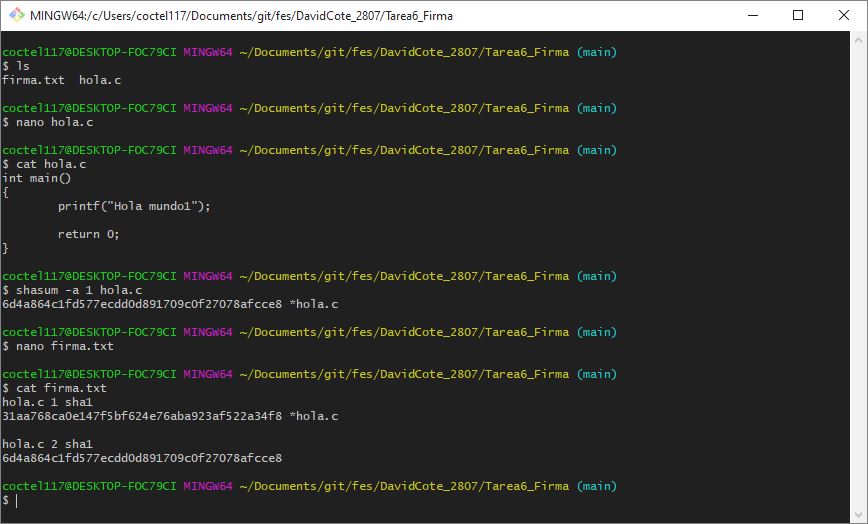 MINGW64:/c/Users/coctel117/Documents/git/fes/DavidCote_2807/Tarea6_Firma
coctel117@DESKTOP-FOC79CI MINGW64 ~/Documents/git/fes/DavidCote_2807/Tarea6_Firma (main)
$ ls
firma.txt  hola.c
coctel117@DESKTOP-FOC79CI MINGW64 ~/Documents/git/fes/DavidCote_2807/Tarea6_Firma (main)
$ nano hola.c
coctel117@DESKTOP-FOC79CI MINGW64 ~/Documents/git/fes/DavidCote_2807/Tarea6_Firma (main)
$ cat hola.c
int main()
{
        printf("Hola mundo1");
        return 0;
}
coctel117@DESKTOP-FOC79CI MINGW64 ~/Documents/git/fes/DavidCote_2807/Tarea6_Firma (main)
$ shasum -a 1 hola.c
6d4a864c1fd577ecdd0d891709c0f27078afcce8 *hola.c
coctel117@DESKTOP-FOC79CI MINGW64 ~/Documents/git/fes/DavidCote_2807/Tarea6_Firma (main)
$ nano firma.txt
coctel117@DESKTOP-FOC79CI MINGW64 ~/Documents/git/fes/DavidCote_2807/Tarea6_Firma (main)
$ cat firma.txt
hola.c 1 sha1
31aa768ca0e147f5bf624e76aba923af522a34f8 *hola.c
hola.c 2 sha1
6d4a864c1fd577ecdd0d891709c0f27078afcce8
coctel117@DESKTOP-FOC79CI MINGW64 ~/Documents/git/fes/DavidCote_2807/Tarea6_Firma (main)
$